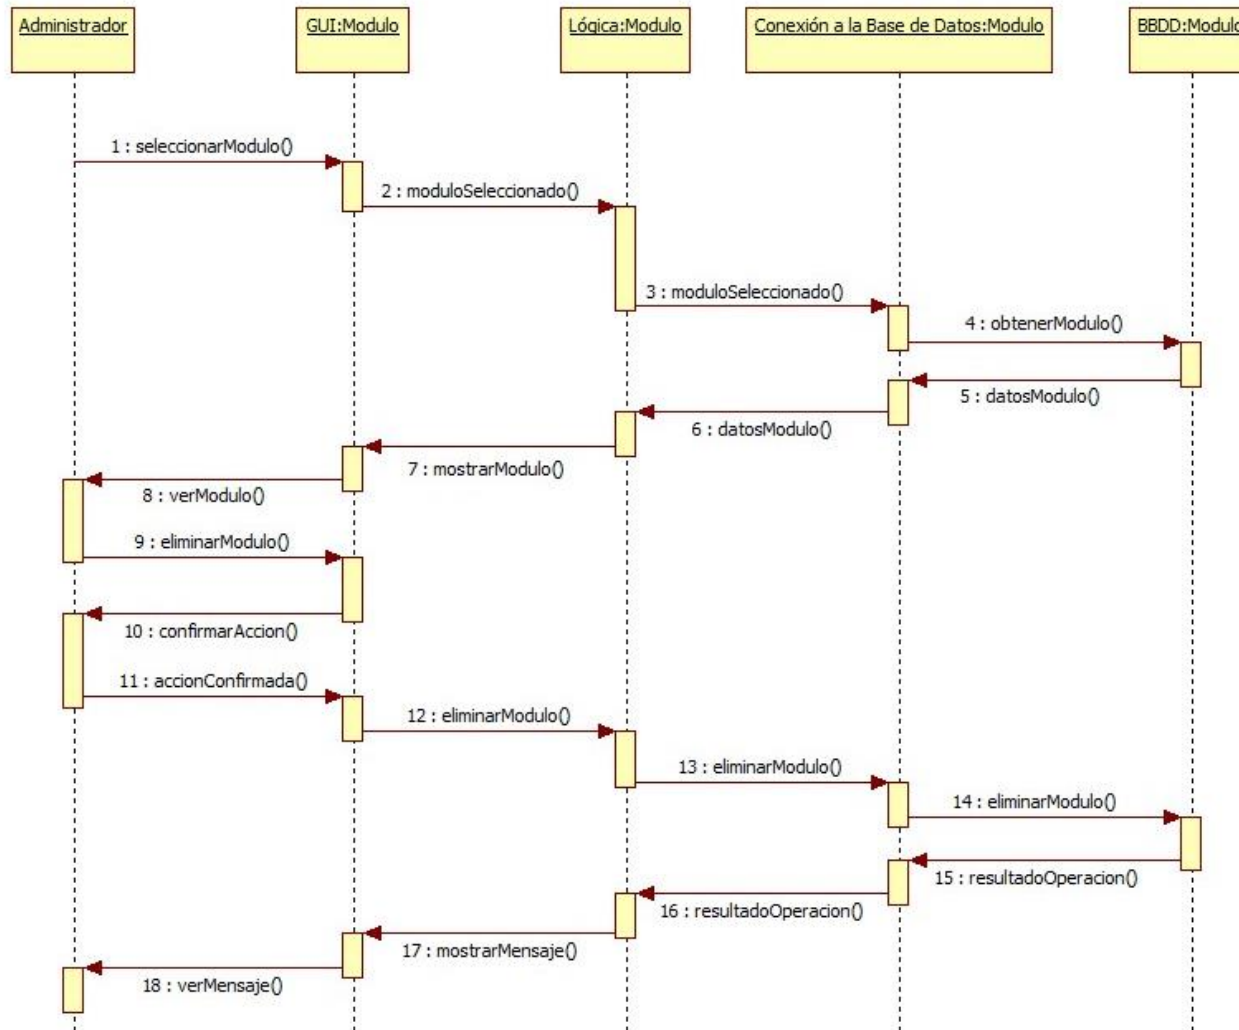 Administrador
GUI:Modulo
Lógica:Modulo
Conexión a la Base de Datos:Modulo
BBDD:Modulo
1 : seleccionarModulo()
2 : moduloSeleccionado()
3 : moduloSeleccionado()
4 : obtenerModulo()
5 : datosModulo()
6 : datosModulo()
7 : mostrarModulo()
8 : verModulo()
9 : eliminarModulo()
10 : confirmarAccion()
11 : accionConfirmada()
12 : eliminarModulo()
13 : eliminarModulo()
14 : eliminarModulo()
15 : resultadoOperacion()
16 : resultadoOperacion()
17 : mostrarMensaje()
18 : verMensaje()